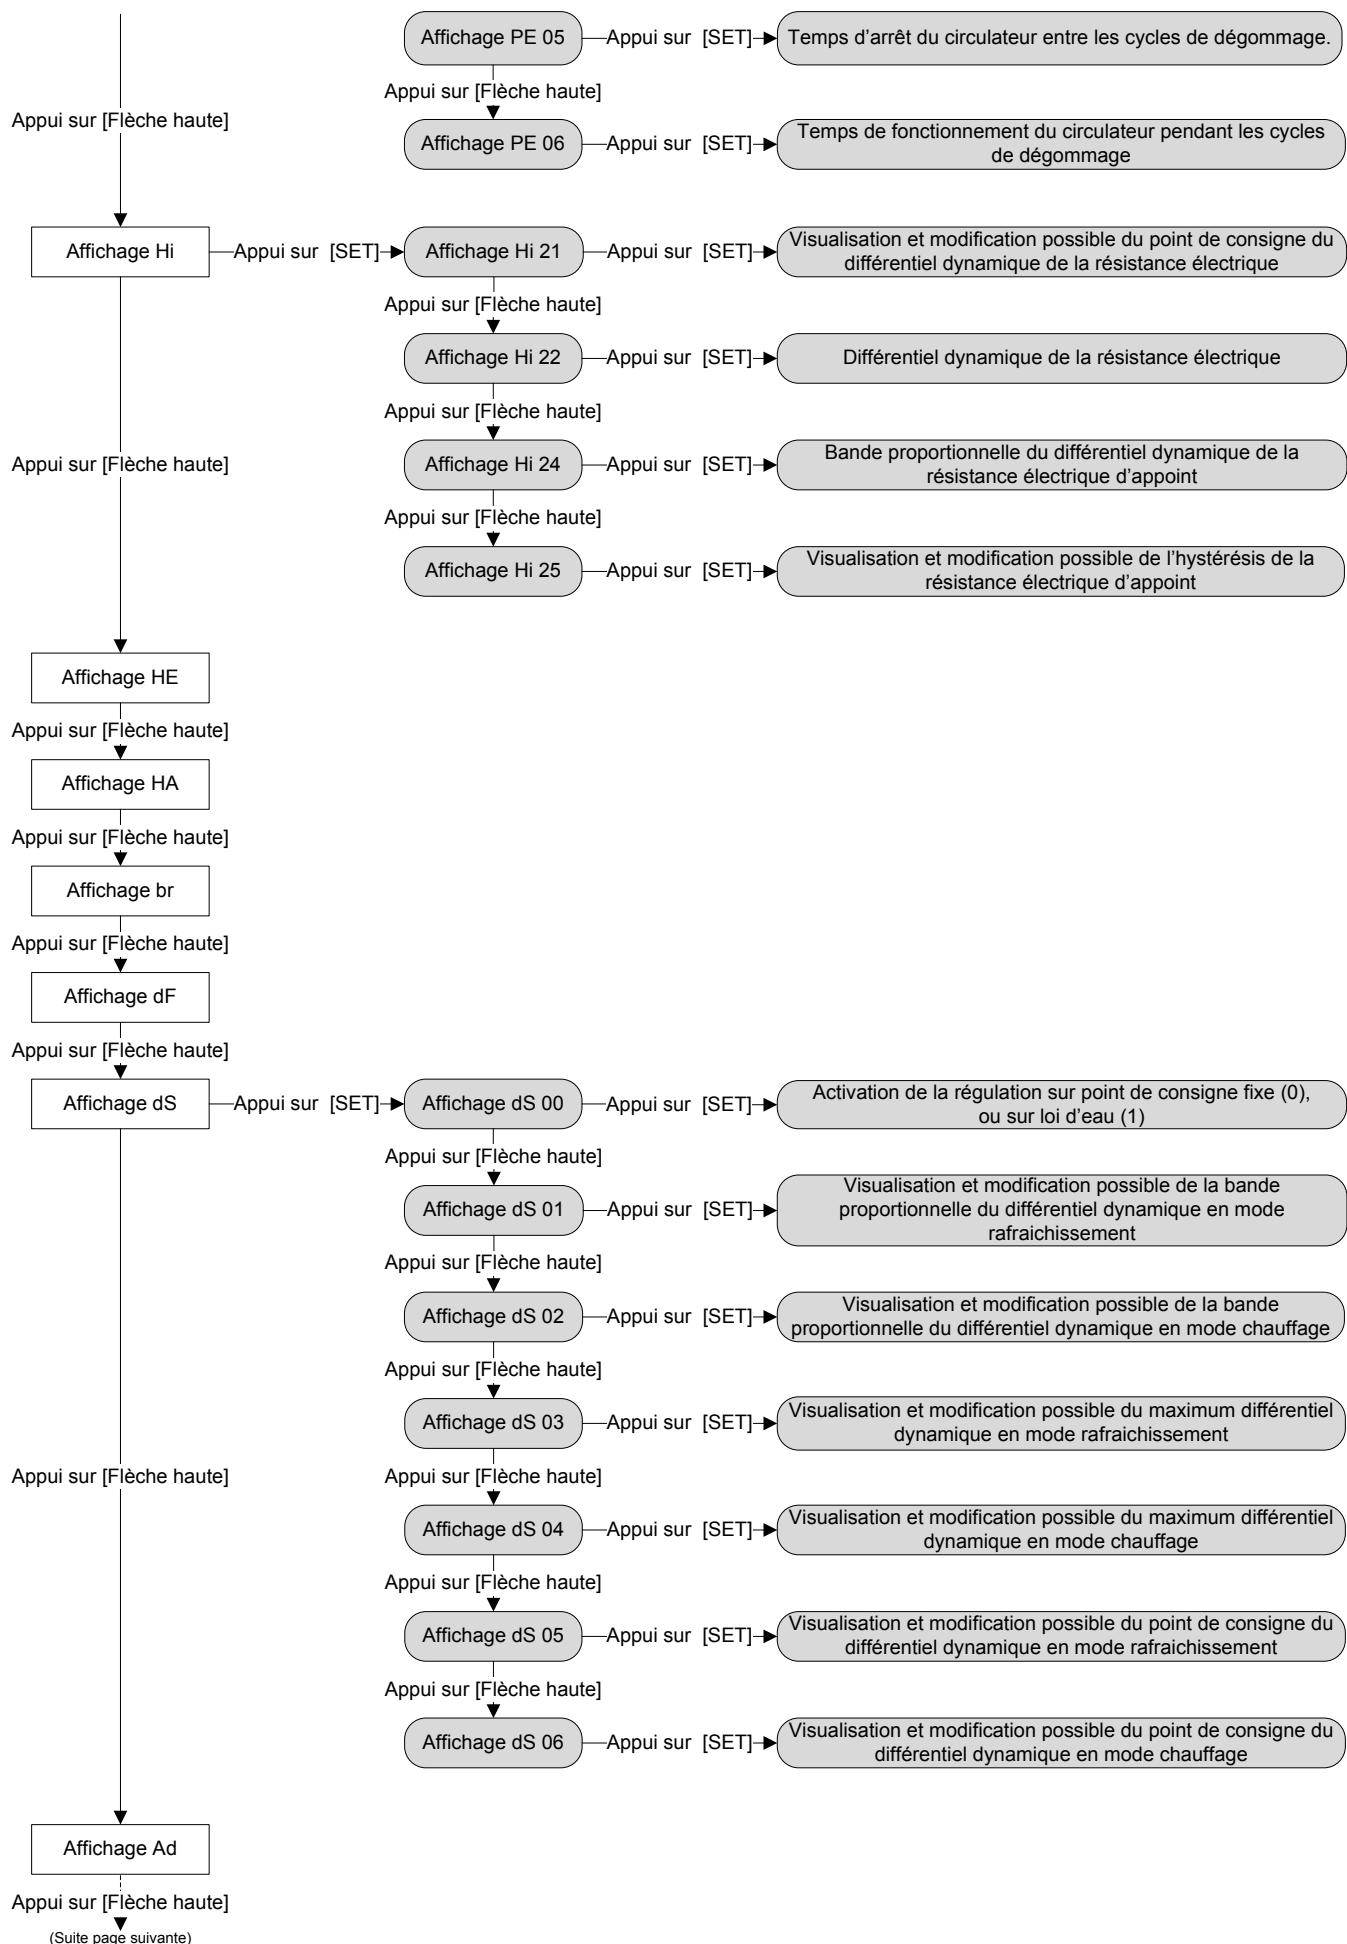 Affichage PE 05
Appui sur [SET]
Temps d'arrêt du circulateur entre les cycles de dégommage.
Appui sur [Flèche haute]
Appui sur [Flèche haute]
Affichage PE 06
Appui sur [SET]
Temps de fonctionnement du circulateur pendant les cycles
de dégommage
Affichage Hi
Appui sur [SET]
Affichage Hi 21
Appui sur [SET]
Visualisation et modification possible du point de consigne du
différentiel dynamique de la résistance électrique
Appui sur [Flèche haute]
Affichage Hi 22
Appui sur [SET]
Différentiel dynamique de la résistance électrique
Appui sur [Flèche haute]
Appui sur [Flèche haute]
Affichage Hi 24
Appui sur [SET]
Bande proportionnelle du différentiel dynamique de la
résistance électrique d'appoint
Appui sur [Flèche haute]
Affichage Hi 25
Appui sur [SET]
Visualisation et modification possible de l'hystérésis de la
résistance électrique d'appoint
Affichage HE
Appui sur [Flèche haute]
Affichage HA
Appui sur [Flèche haute]
Affichage br
Appui sur [Flèche haute]
Affichage dF
Appui sur [Flèche haute]
Affichage dS
Appui sur [SET]
Affichage dS 00
Appui sur [SET]
Activation de la régulation sur point de consigne fixe (0),
ou sur loi d'eau (1)
Appui sur [Flèche haute]
Affichage dS 01
Appui sur [SET]
Visualisation et modification possible de la bande
proportionnelle du différentiel dynamique en mode
rafraichissement
Appui sur [Flèche haute]
Affichage dS 02
Appui sur [SET]
Visualisation et modification possible de la bande
proportionnelle du différentiel dynamique en mode chauffage
Appui sur [Flèche haute]
Affichage dS 03
Appui sur [SET]
Visualisation et modification possible du maximum différentiel
dynamique en mode rafraichissement
Appui sur [Flèche haute]
Appui sur [Flèche haute]
Affichage dS 04
Appui sur [SET]
Visualisation et modification possible du maximum différentiel
dynamique en mode chauffage
Appui sur [Flèche haute]
Affichage dS 05
Appui sur [SET]
Visualisation et modification possible du point de consigne du
différentiel dynamique en mode rafraichissement
Appui sur [Flèche haute]
Affichage dS 06
Appui sur [SET]
Visualisation et modification possible du point de consigne du
différentiel dynamique en mode chauffage
Affichage Ad
Appui sur [Flèche haute]
(Suite page suivante)